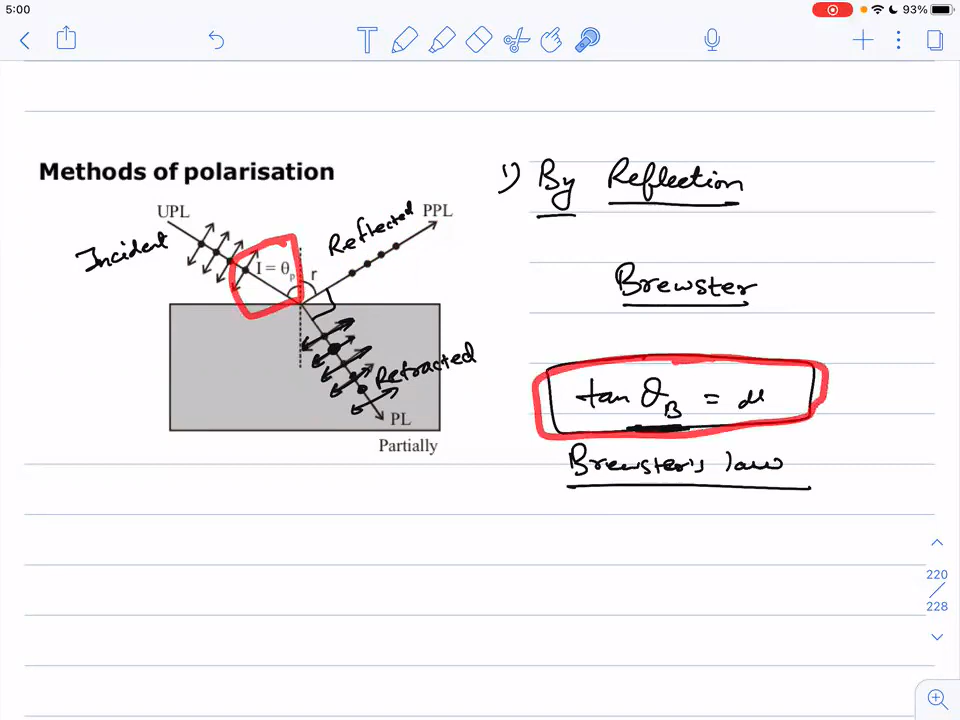 5:00
93%
Methods of polarisation
1) By Reflection
UPL
Incident
Reflected
PPL
I = θp
r
Brewster
Refracted
tan θB = μ
PL
Partially
Brewster's law
220
228